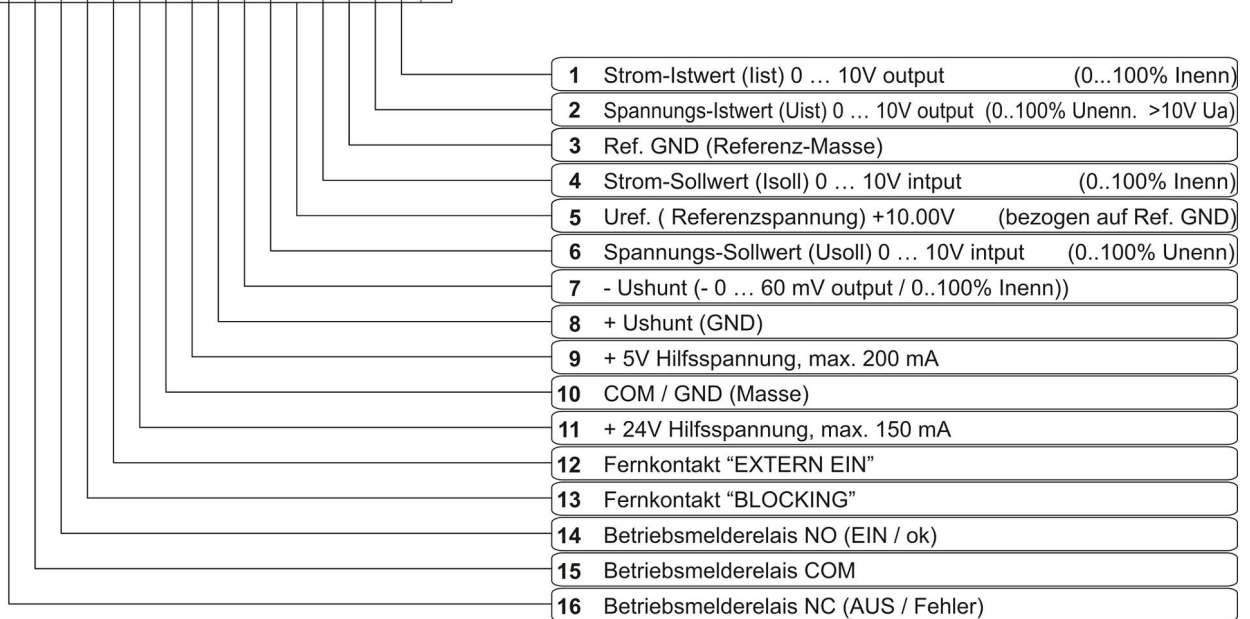 1 Strom-Istwert (Iist) 0 … 10V output (0...100% Inenn)
2 Spannungs-Istwert (Uist) 0 … 10V output (0..100% Unenn. >10V Ua)
3 Ref. GND (Referenz-Masse)
4 Strom-Sollwert (Isoll) 0 … 10V intput (0..100% Inenn)
5 Uref. ( Referenzspannung) +10.00V (bezogen auf Ref. GND)
6 Spannungs-Sollwert (Usoll) 0 … 10V intput (0..100% Unenn)
7 - Ushunt (- 0 … 60 mV output / 0..100% Inenn))
8 + Ushunt (GND)
9 + 5V Hilfsspannung, max. 200 mA
10 COM / GND (Masse)
11 + 24V Hilfsspannung, max. 150 mA
12 Fernkontakt “EXTERN EIN”
13 Fernkontakt “BLOCKING”
14 Betriebsmelderelais NO (EIN / ok)
15 Betriebsmelderelais COM
16 Betriebsmelderelais NC (AUS / Fehler)